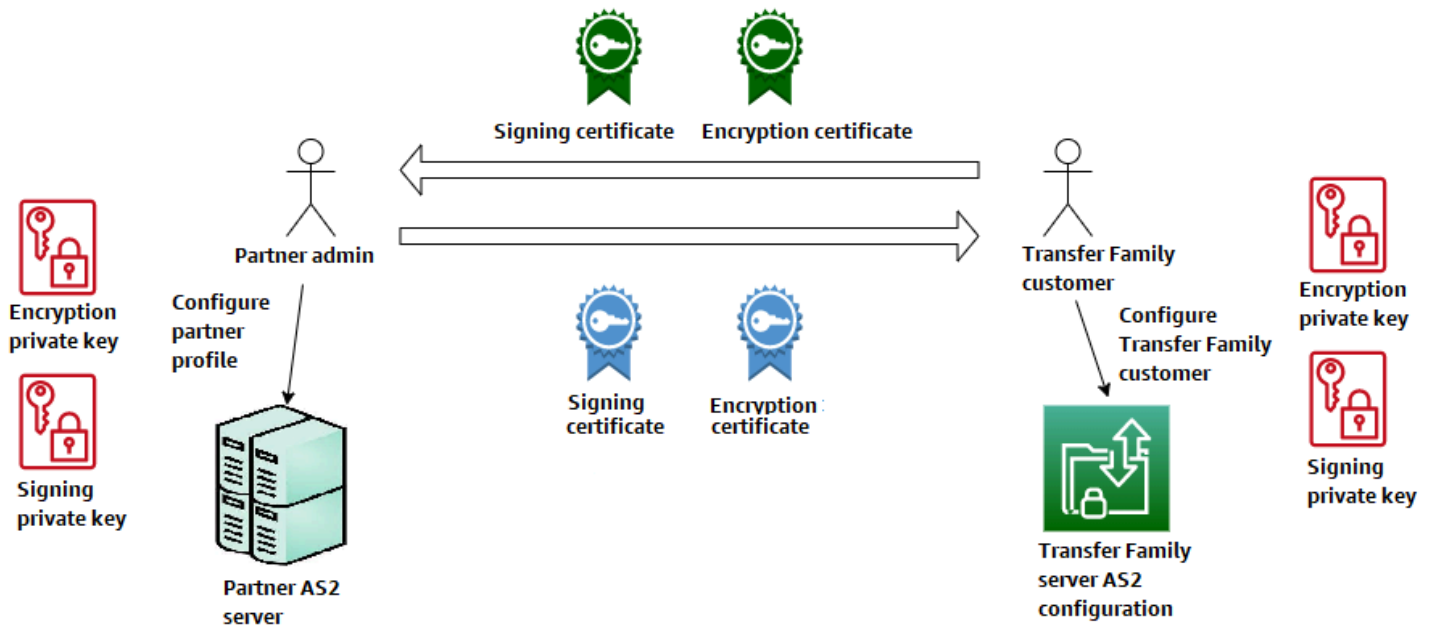 Signing certificate
Encryption certificate
Partner admin
Transfer Family
customer
Encryption
private key
Configure
partner
profile
Signing
certificate
Encryption
certificate
Configure
Transfer Family
customer
Encryption
private key
Signing
private key
Signing
private key
Partner AS2
server
Transfer Family
server AS2
configuration